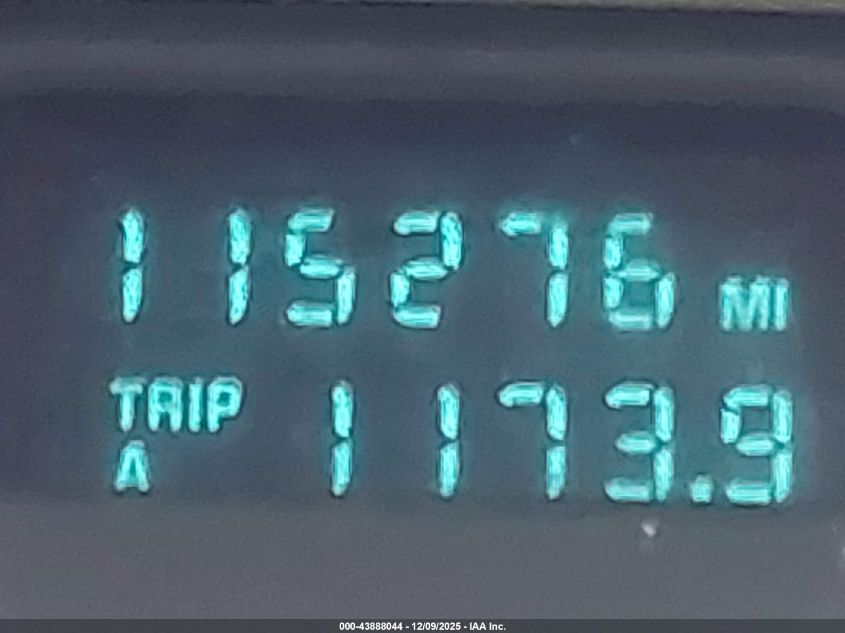 115276 MI
TRIP A 1173.9
000-43888044 - 12/09/2025 - IAA Inc.